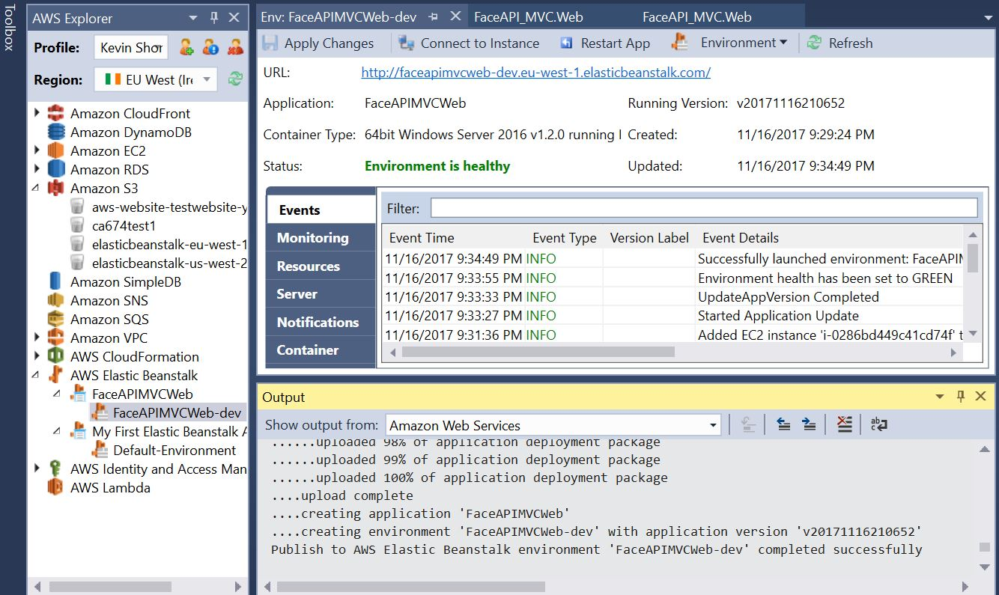 Toolbox
AWS Explorer
Profile: Kevin Shor
Region: EU West (Ire
Amazon CloudFront
Amazon DynamoDB
Amazon EC2
Amazon RDS
Amazon S3
aws-website-testwebsite-y
ca674test1
elasticbeanstalk-eu-west-1
elasticbeanstalk-us-west-2
Amazon SimpleDB
Amazon SNS
Amazon SQS
Amazon VPC
AWS CloudFormation
AWS Elastic Beanstalk
FaceAPIMVCWeb
FaceAPIMVCWeb-dev
My First Elastic Beanstalk A
Default-Environment
AWS Identity and Access Man
AWS Lambda
Env: FaceAPIMVCWeb-dev FaceAPI_MVC.Web FaceAPI_MVC.Web
Apply Changes Connect to Instance Restart App Environment Refresh
URL: http://faceapimvcweb-dev.eu-west-1.elasticbeanstalk.com/
Application: FaceAPIMVCWeb Running Version: v20171116210652
Container Type: 64bit Windows Server 2016 v1.2.0 running I Created: 11/16/2017 9:29:24 PM
Status: Environment is healthy Updated: 11/16/2017 9:34:49 PM
Events
Monitoring
Resources
Server
Notifications
Container
Filter:
Event Time Event Type Version Label Event Details
11/16/2017 9:34:49 PM INFO Successfully launched environment: FaceAPIM
11/16/2017 9:33:55 PM INFO Environment health has been set to GREEN
11/16/2017 9:33:33 PM INFO UpdateAppVersion Completed
11/16/2017 9:33:27 PM INFO Started Application Update
11/16/2017 9:31:36 PM INFO Added EC2 instance 'i-0286bd449c41cd74f' t
Output
Show output from: Amazon Web Services
......uploaded 98% of application deployment package
......uploaded 99% of application deployment package
......uploaded 100% of application deployment package
....upload complete
....creating application 'FaceAPIMVCWeb'
....creating environment 'FaceAPIMVCWeb-dev' with application version 'v20171116210652'
Publish to AWS Elastic Beanstalk environment 'FaceAPIMVCWeb-dev' completed successfully